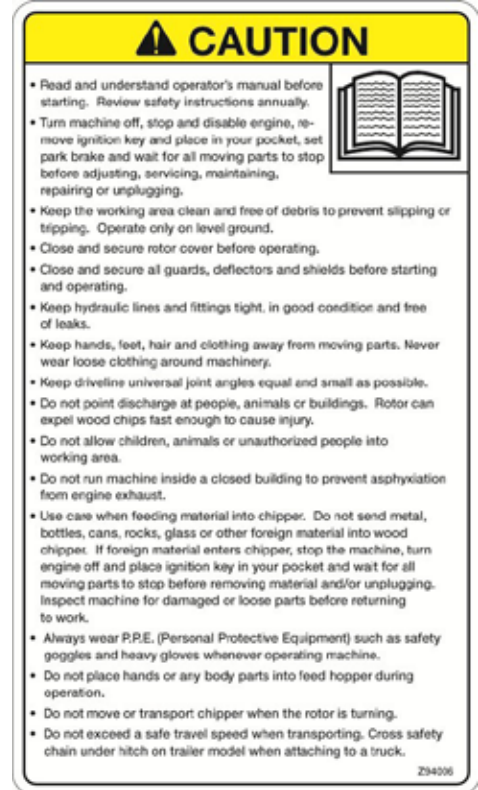 CAUTION
• Read and understand operator's manual before
starting. Review safety instructions annually.
• Turn machine off, stop and disable engine, re-
move ignition key and place in your pocket, set
park brake and wait for all moving parts to stop
before adjusting, servicing, maintaining,
repairing or unplugging.
• Keep the working area clean and free of debris to prevent slipping or
tripping. Operate only on level ground.
• Close and secure rotor cover before operating.
• Close and secure all guards, deflectors and shields before starting
and operating.
• Keep hydraulic lines and fittings tight, in good condition and free
of leaks.
• Keep hands, feet, hair and clothing away from moving parts. Never
wear loose clothing around machinery.
• Keep driveline universal joint angles equal and small as possible.
• Do not point discharge at people, animals or buildings. Rotor can
expel wood chips fast enough to cause injury.
• Do not allow children, animals or unauthorized people into
working area.
• Do not run machine inside a closed building to prevent asphyxiation
from engine exhaust.
• Use care when feeding material into chipper. Do not send metal,
bottles, cans, rocks, glass or other foreign material into wood
chipper. If foreign material enters chipper, stop the machine, turn
engine off and place ignition key in your pocket and wait for all
moving parts to stop before removing material and/or unplugging.
Inspect machine for damaged or loose parts before returning
to work.
• Always wear P.P.E. (Personal Protective Equipment) such as safety
goggles and heavy gloves whenever operating machine.
• Do not place hands or any body parts into feed hopper during
operation.
• Do not move or transport chipper when the rotor is turning.
• Do not exceed a safe travel speed when transporting. Cross safety
chain under hitch on trailer model when attaching to a truck.
Z94006